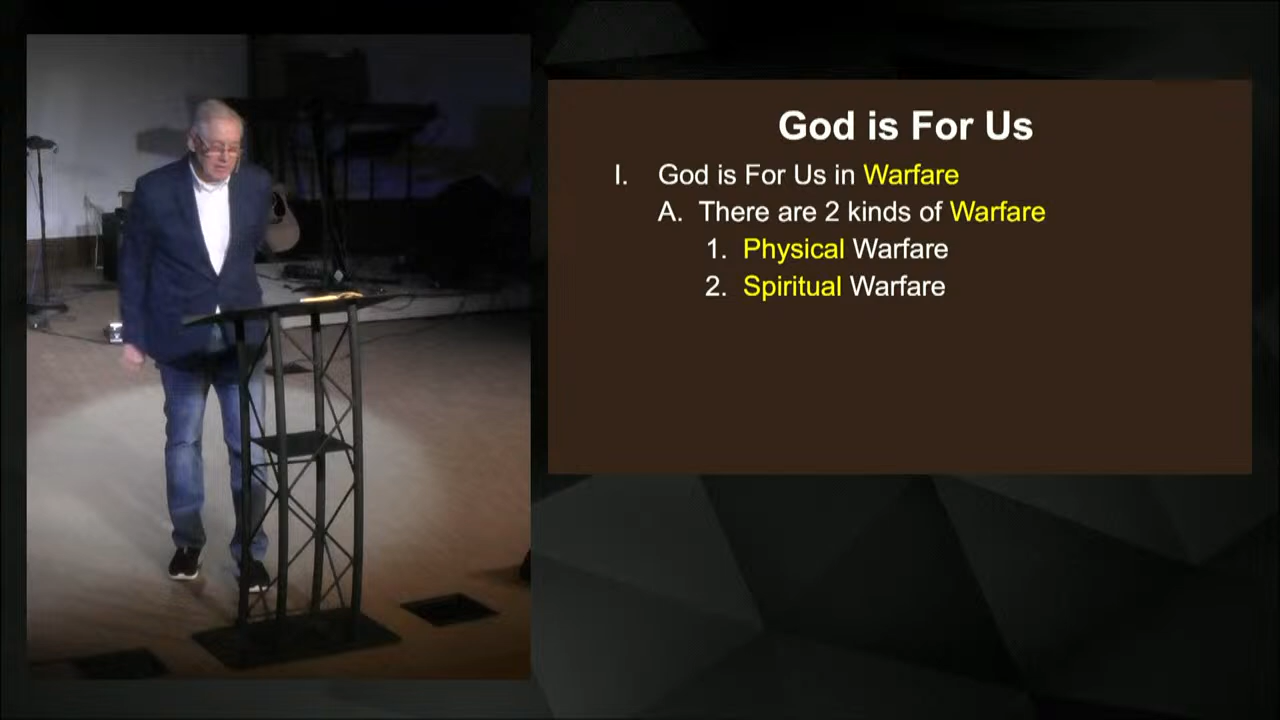 God is For Us
I. God is For Us in Warfare
A. There are 2 kinds of Warfare
1. Physical Warfare
2. Spiritual Warfare